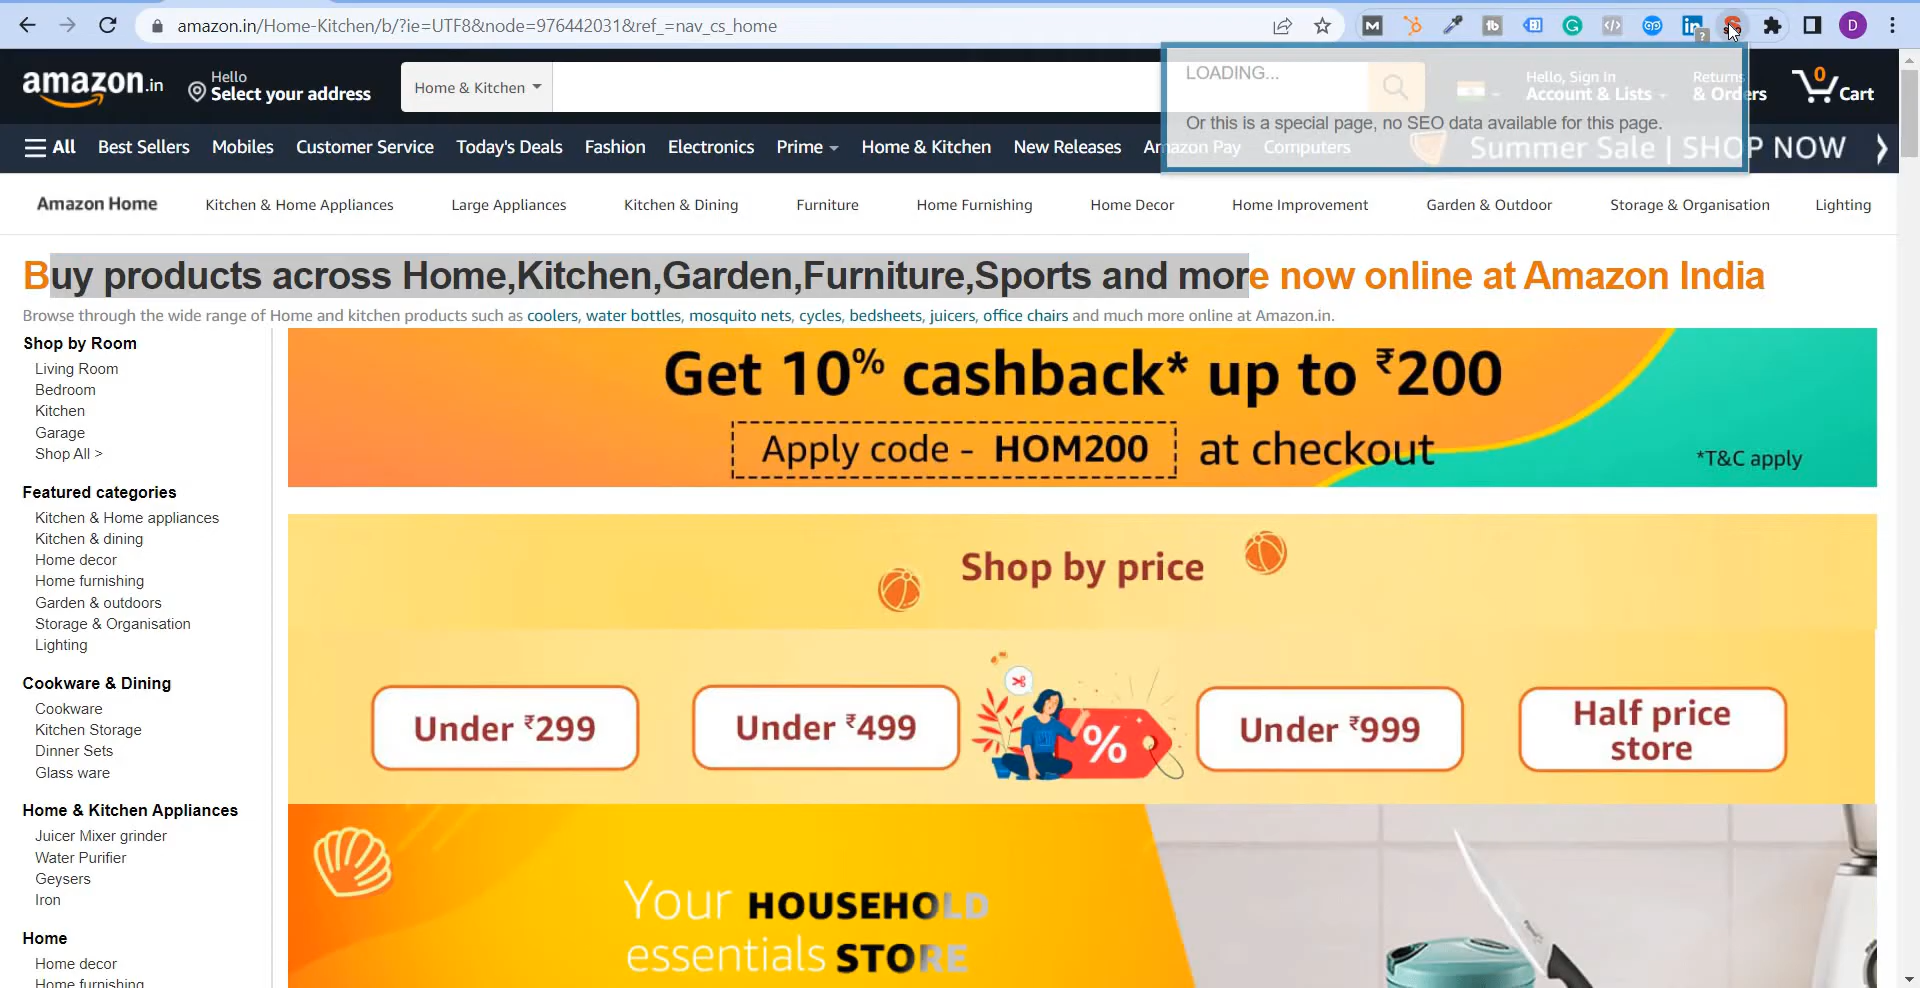 amazon.in/Home-Kitchen/b/?ie=UTF8&node=976442031&ref_=nav_cs_home
M
tb
G
</>
in
?
D
amazon.in
Hello
Select your address
Home & Kitchen
LOADING...
Or this is a special page, no SEO data available for this page.
Hello, Sign In
Account & Lists
Returns
& Orders
0
Cart
All
Best Sellers
Mobiles
Customer Service
Today's Deals
Fashion
Electronics
Prime
Home & Kitchen
New Releases
Amazon Pay
Computers
Summer Sale | SHOP NOW
Amazon Home
Kitchen & Home Appliances
Large Appliances
Kitchen & Dining
Furniture
Home Furnishing
Home Decor
Home Improvement
Garden & Outdoor
Storage & Organisation
Lighting
Buy products across Home,Kitchen,Garden,Furniture,Sports and more now online at Amazon India
Browse through the wide range of Home and kitchen products such as coolers, water bottles, mosquito nets, cycles, bedsheets, juicers, office chairs and much more online at Amazon.in.
Shop by Room
Living Room
Bedroom
Kitchen
Garage
Shop All >
Featured categories
Kitchen & Home appliances
Kitchen & dining
Home decor
Home furnishing
Garden & outdoors
Storage & Organisation
Lighting
Cookware & Dining
Cookware
Kitchen Storage
Dinner Sets
Glass ware
Home & Kitchen Appliances
Juicer Mixer grinder
Water Purifier
Geysers
Iron
Home
Home decor
Home furnishing
Get 10% cashback* up to ₹200
Apply code - HOM200 at checkout
*T&C apply
Shop by price
Under ₹299
Under ₹499
%
Under ₹999
Half price
store
Your HOUSEHOLD
essentials STORE